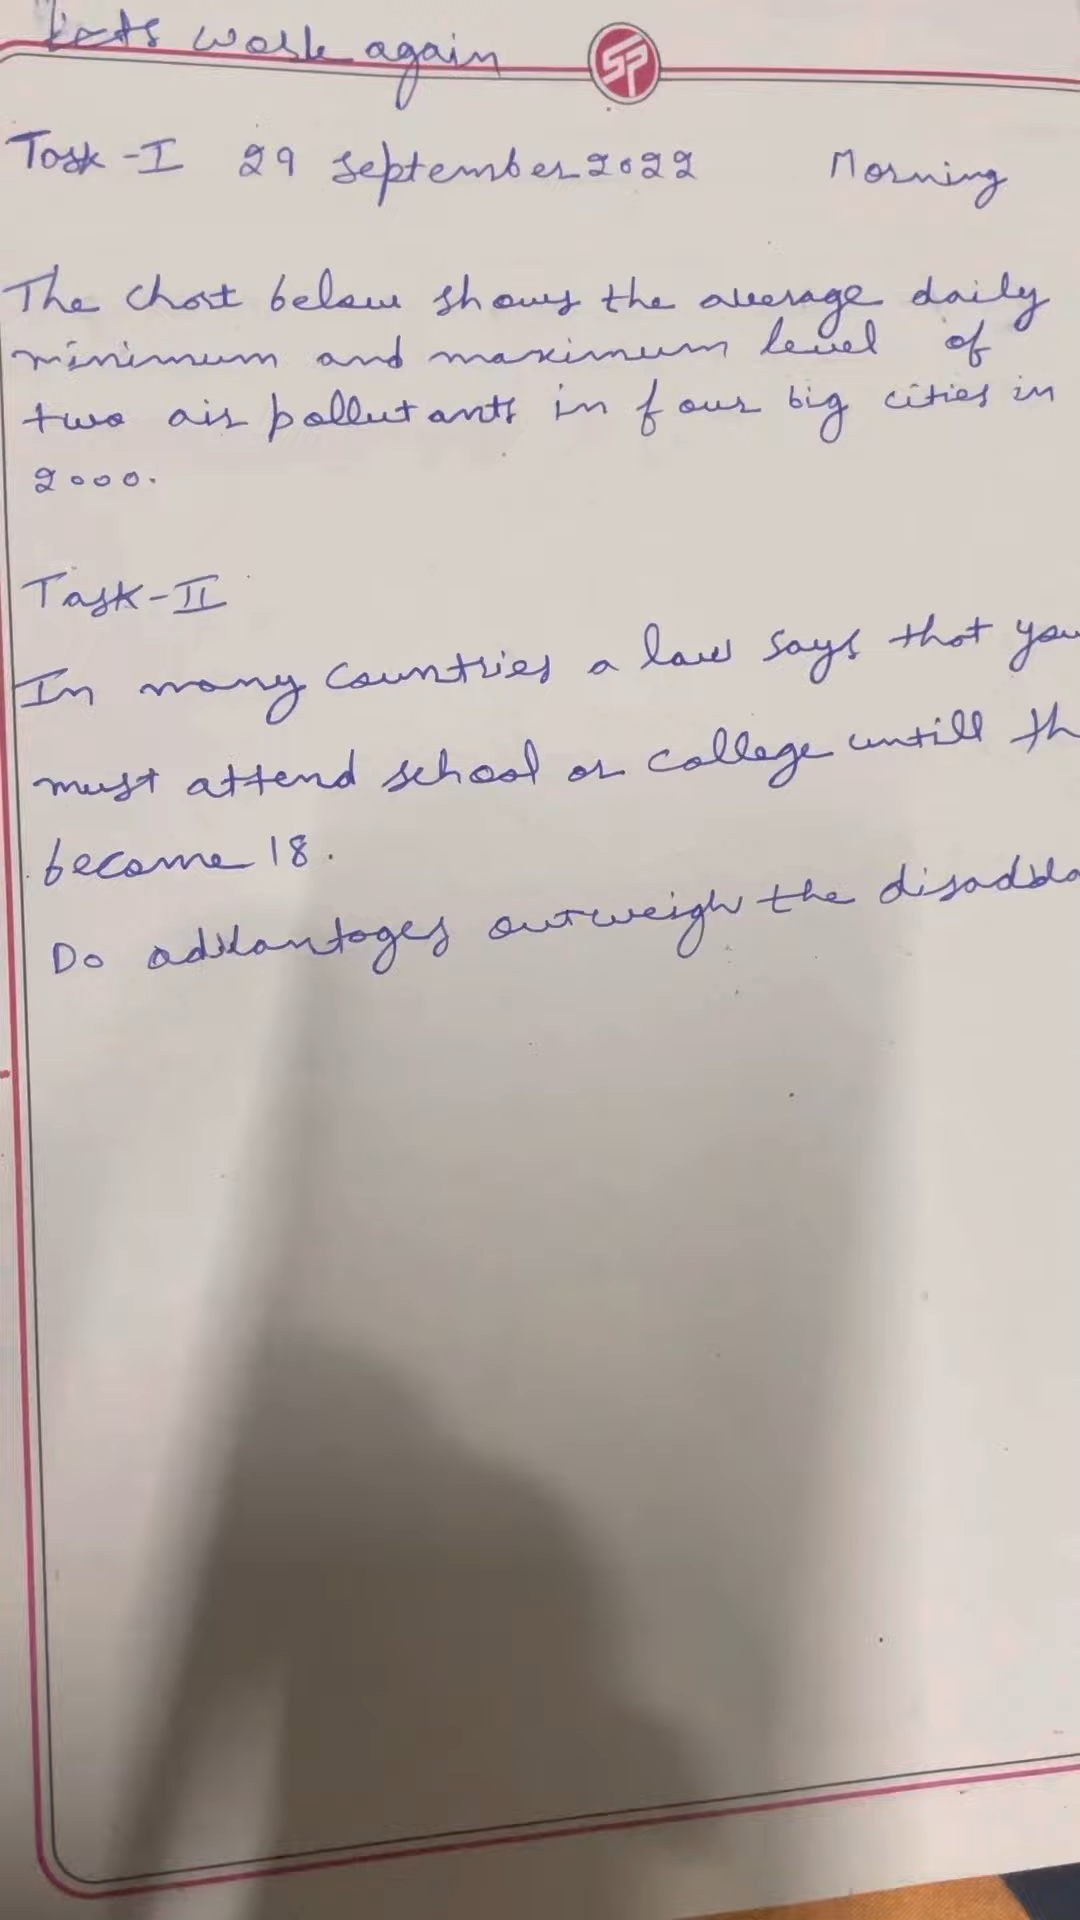 Lets work again
SP
Task-I 29 September 2022 Morning
The chart below shows the average daily
minimum and maximum level of
two air pollutants in four big cities in
2000.
Task-II
In many countries a law says that you
must attend school or college untill th
become 18.
Do advantages outweigh the disadva